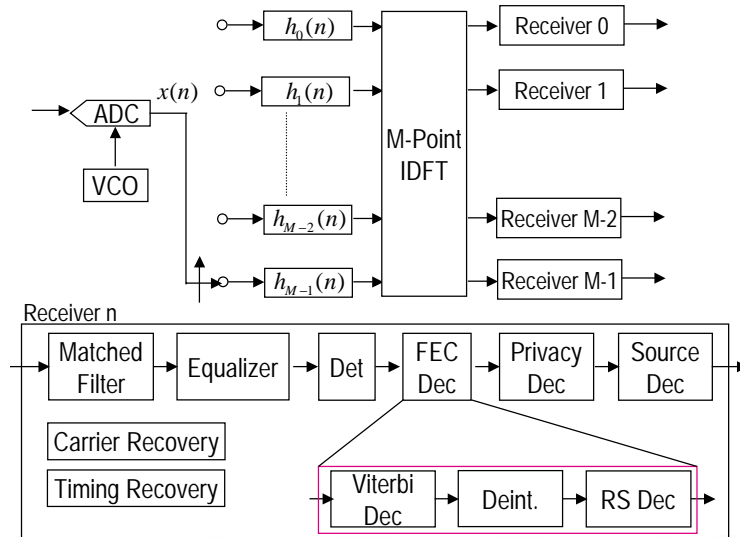 h₀(n)
Receiver 0
x(n)
h₁(n)
Receiver 1
ADC
M-Point
IDFT
VCO
hM−2(n)
Receiver M-2
hM−1(n)
Receiver M-1
Receiver n
Matched
Filter
Equalizer
Det
FEC
Dec
Privacy
Dec
Source
Dec
Carrier Recovery
Timing Recovery
Viterbi
Dec
Deint.
RS Dec